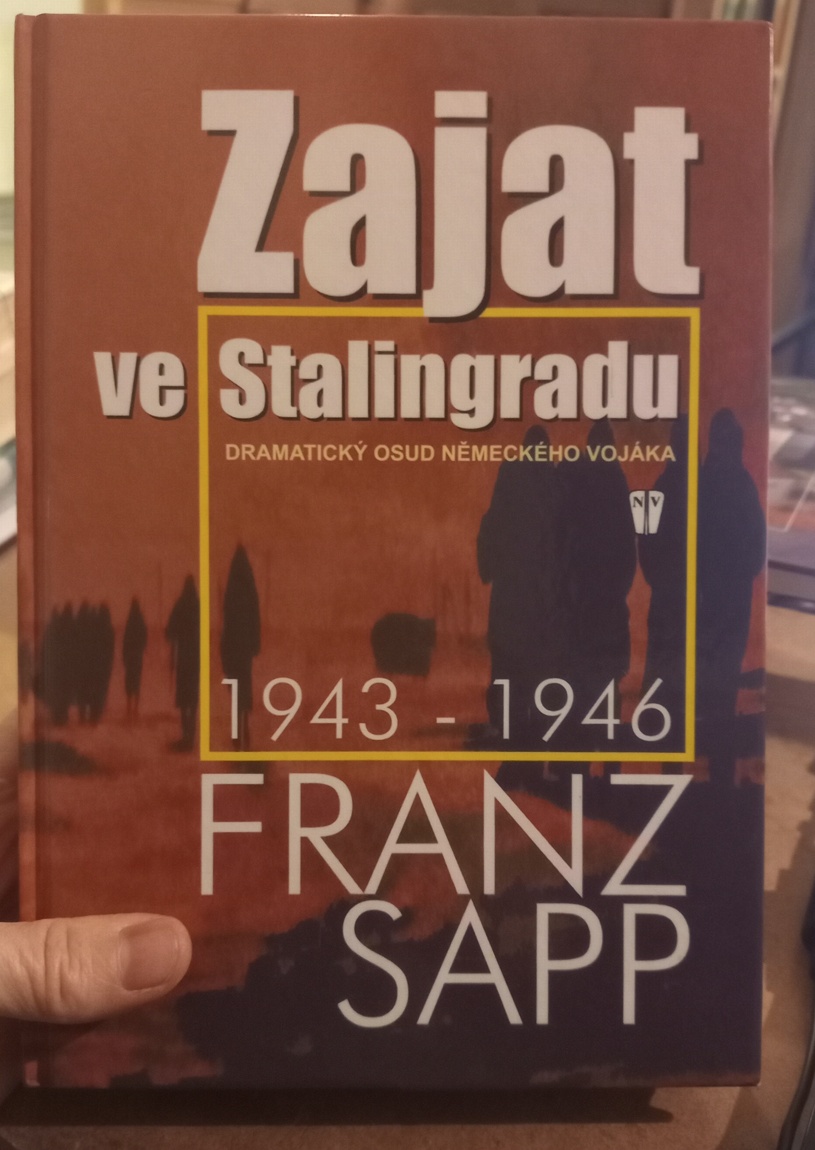 Zajat
ve Stalingradu
DRAMATICKÝ OSUD NĚMECKÉHO VOJÁKA
N V
1943 - 1946
FRANZ
SAPP